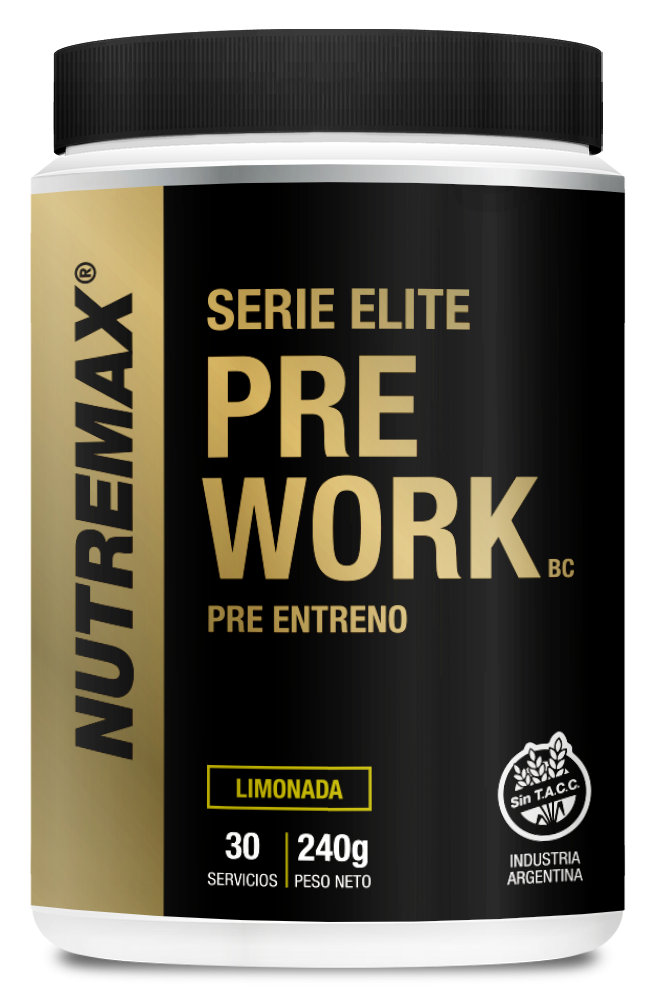 NUTREMAX®
SERIE ELITE
PRE
WORK BC
PRE ENTRENO
LIMONADA
30
SERVICIOS
240g
PESO NETO
Sin T.A.C.C.
INDUSTRIA
ARGENTINA